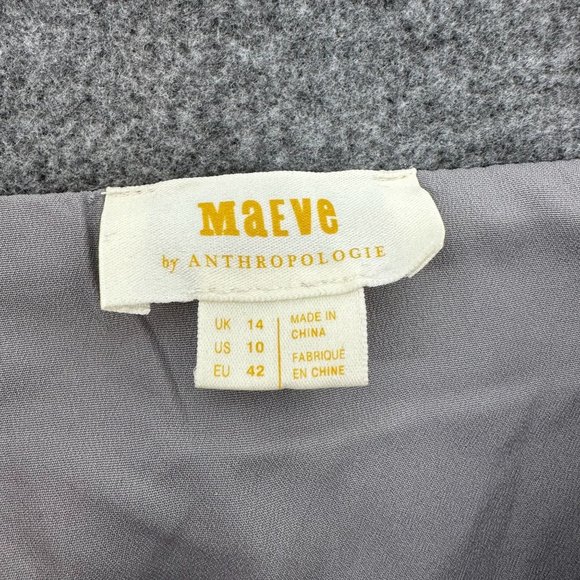 MaEVe
by ANTHROPOLOGIE
UK 14
US 10
EU 42
MADE IN
CHINA
FABRIQUÉ
EN CHINE